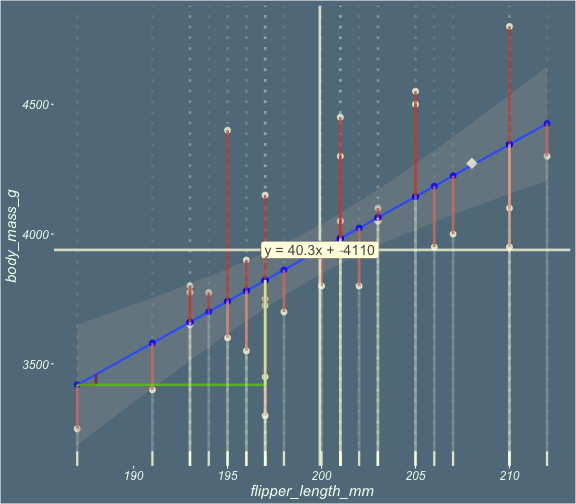 body_mass_g
4500
4000
3500
y = 40.3x + -4110
190
195
200
205
210
flipper_length_mm